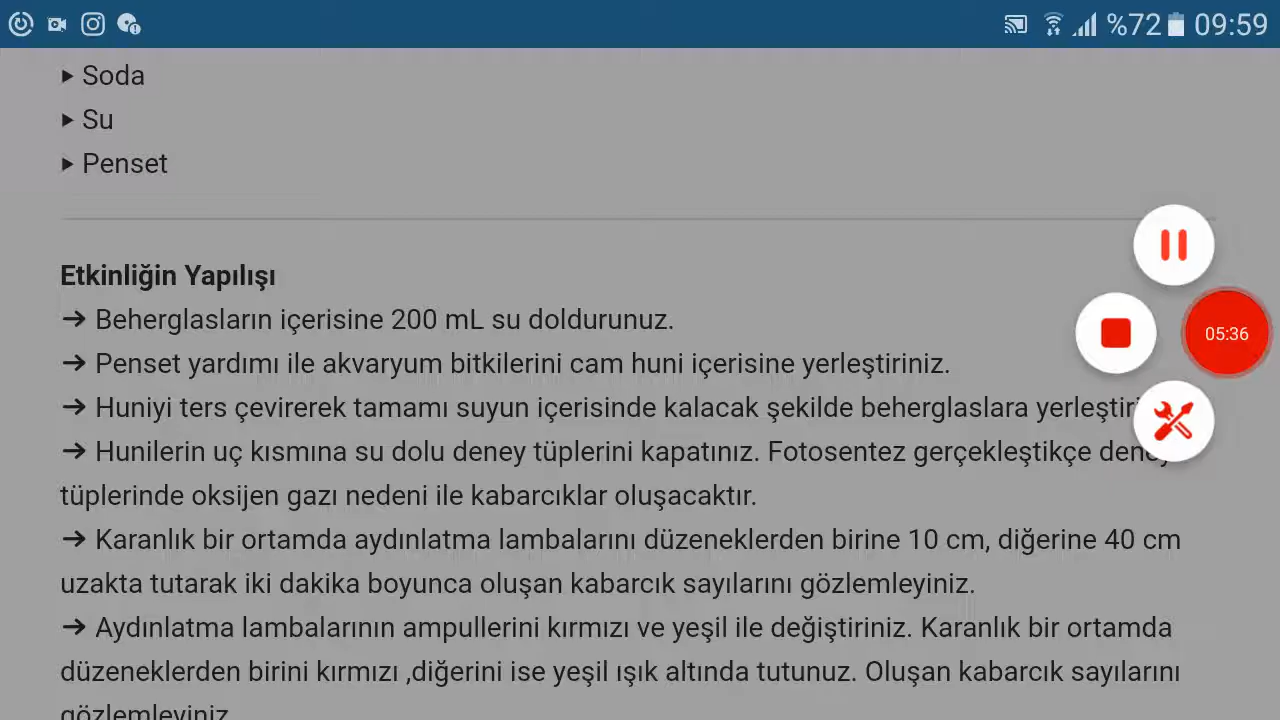 %72 09:59
▸ Soda
▸ Su
▸ Penset
Etkinliğin Yapılışı
→ Beherglasların içerisine 200 mL su doldurunuz.
→ Penset yardımı ile akvaryum bitkilerini cam huni içerisine yerleştiriniz.
→ Huniyi ters çevirerek tamamı suyun içerisinde kalacak şekilde beherglaslara
→ Hunilerin uç kısmına su dolu deney tüplerini kapatınız. Fotosentez gerçekleştikçe deney
tüplerinde oksijen gazı nedeni ile kabarcıklar oluşacaktır.
→ Karanlık bir ortamda aydınlatma lambalarını düzeneklerden birine 10 cm, diğerine 40 cm
uzakta tutarak iki dakika boyunca oluşan kabarcık sayılarını gözlemleyiniz.
→ Aydınlatma lambalarının ampullerini kırmızı ve yeşil ile değiştiriniz. Karanlık bir ortamda
düzeneklerden birini kırmızı ,diğerini ise yeşil ışık altında tutunuz. Oluşan kabarcık sayılarını
gözlemleyiniz
05:36